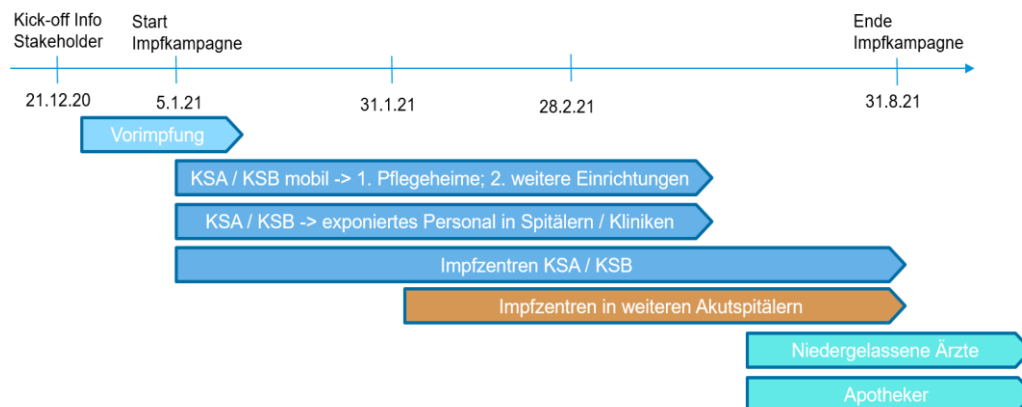 Kick-off Info
Stakeholder
Start
Impfkampagne
Ende
Impfkampagne
21.12.20
5.1.21
31.1.21
28.2.21
31.8.21
Vorimpfung
KSA / KSB mobil -> 1. Pflegeheime; 2. weitere Einrichtungen
KSA / KSB -> exponiertes Personal in Spitälern / Kliniken
Impfzentren KSA / KSB
Impfzentren in weiteren Akutspitälern
Niedergelassene Ärzte
Apotheker